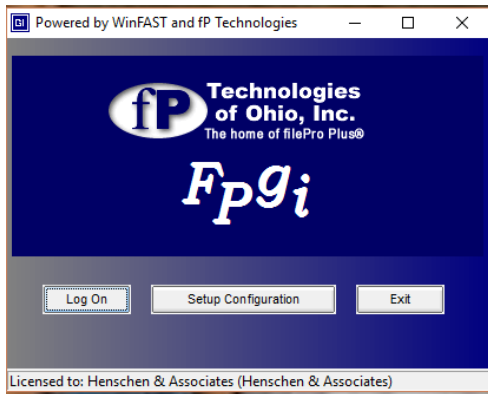 GI Powered by WinFAST and fP Technologies
fP
Technologies
of Ohio, Inc.
The home of filePro Plus®
FPgi
Log On Setup Configuration Exit
Licensed to: Henschen & Associates (Henschen & Associates)